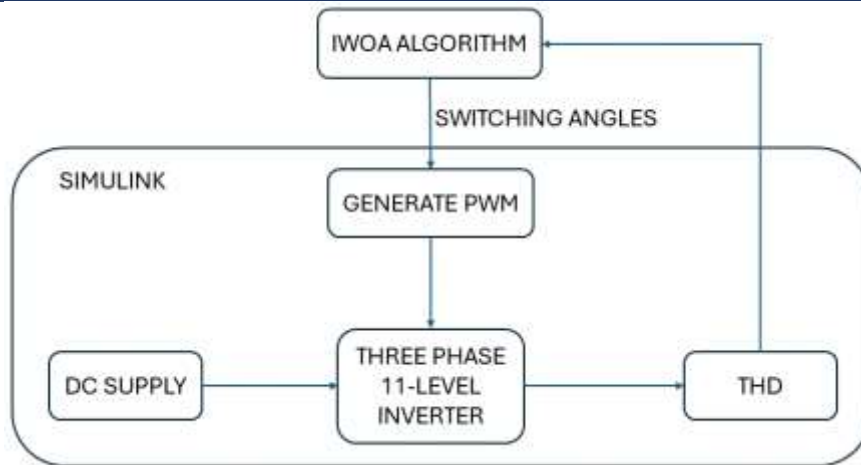 IWOA ALGORITHM
SWITCHING ANGLES
SIMULINK
GENERATE PWM
DC SUPPLY
THREE PHASE
11-LEVEL
INVERTER
THD